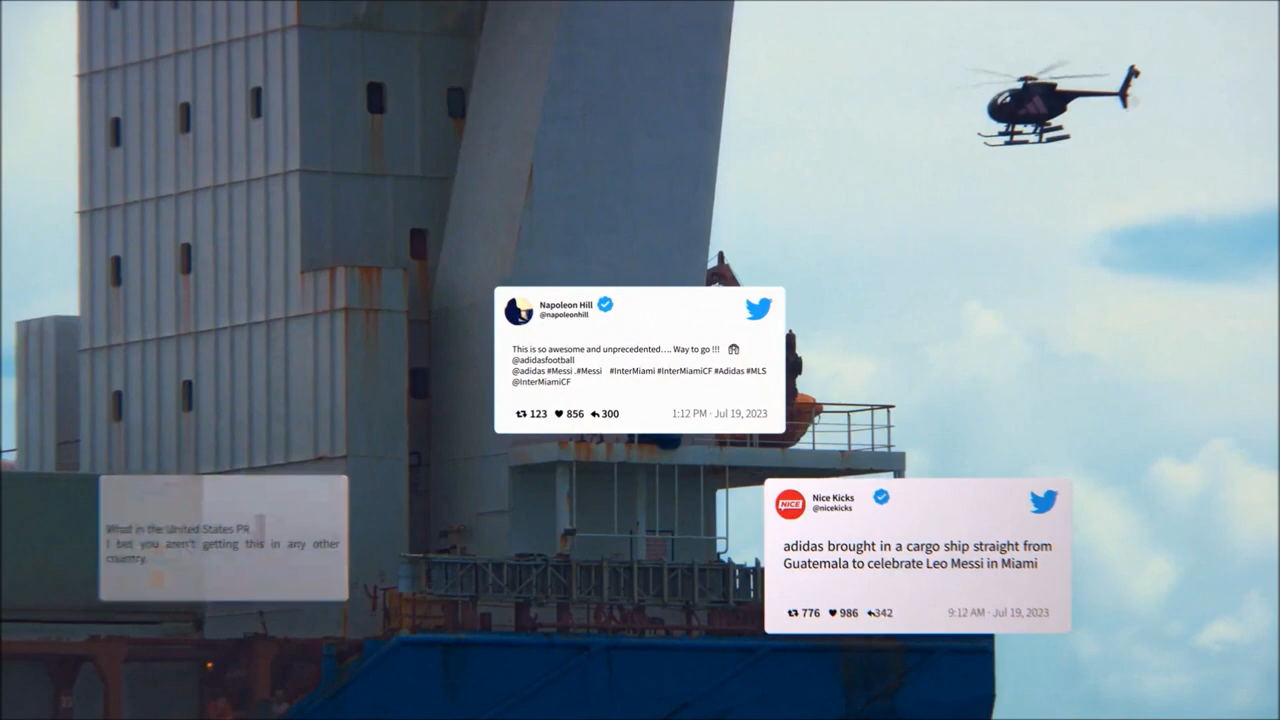 Napoleon Hill
@napoleonhill
This is so awesome and unprecedented.... Way to go !!!
@adidasfootball
@adidas #Messi .#Messi #InterMiami #InterMiamiCF #Adidas #MLS
@InterMiamiCF
123 856 300 1:12 PM · Jul 19, 2023
What in the United States PR
I bet you aren't getting this in any other
country.
NICE
Nice Kicks
@nicekicks
adidas brought in a cargo ship straight from
Guatemala to celebrate Leo Messi in Miami
776 986 342 9:12 AM · Jul 19, 2023